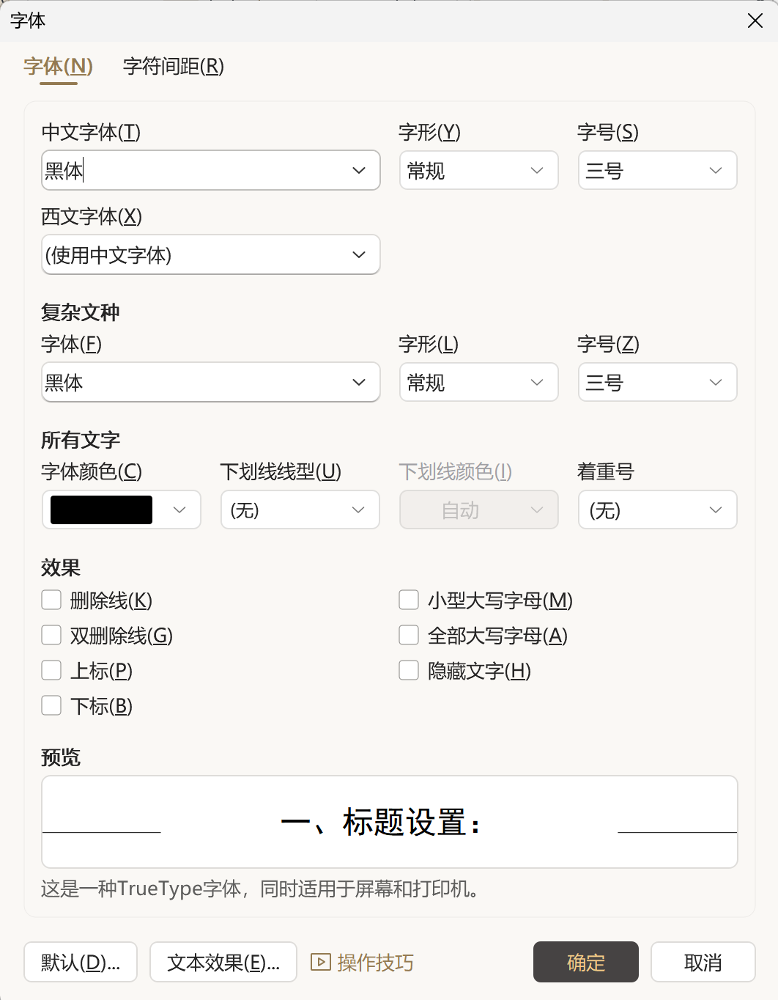 字体
字体(N) 字符间距(R)
中文字体(T) 字形(Y) 字号(S)
黑体 常规 三号
西文字体(X)
(使用中文字体)
复杂文种
字体(F) 字形(L) 字号(Z)
黑体 常规 三号
所有文字
字体颜色(C) 下划线线型(U) 下划线颜色(I) 着重号
(无) 自动 (无)
效果
删除线(K) 小型大写字母(M)
双删除线(G) 全部大写字母(A)
上标(P) 隐藏文字(H)
下标(B)
预览
一、标题设置：
这是一种TrueType字体，同时适用于屏幕和打印机。
默认(D)... 文本效果(E)... 操作技巧 确定 取消